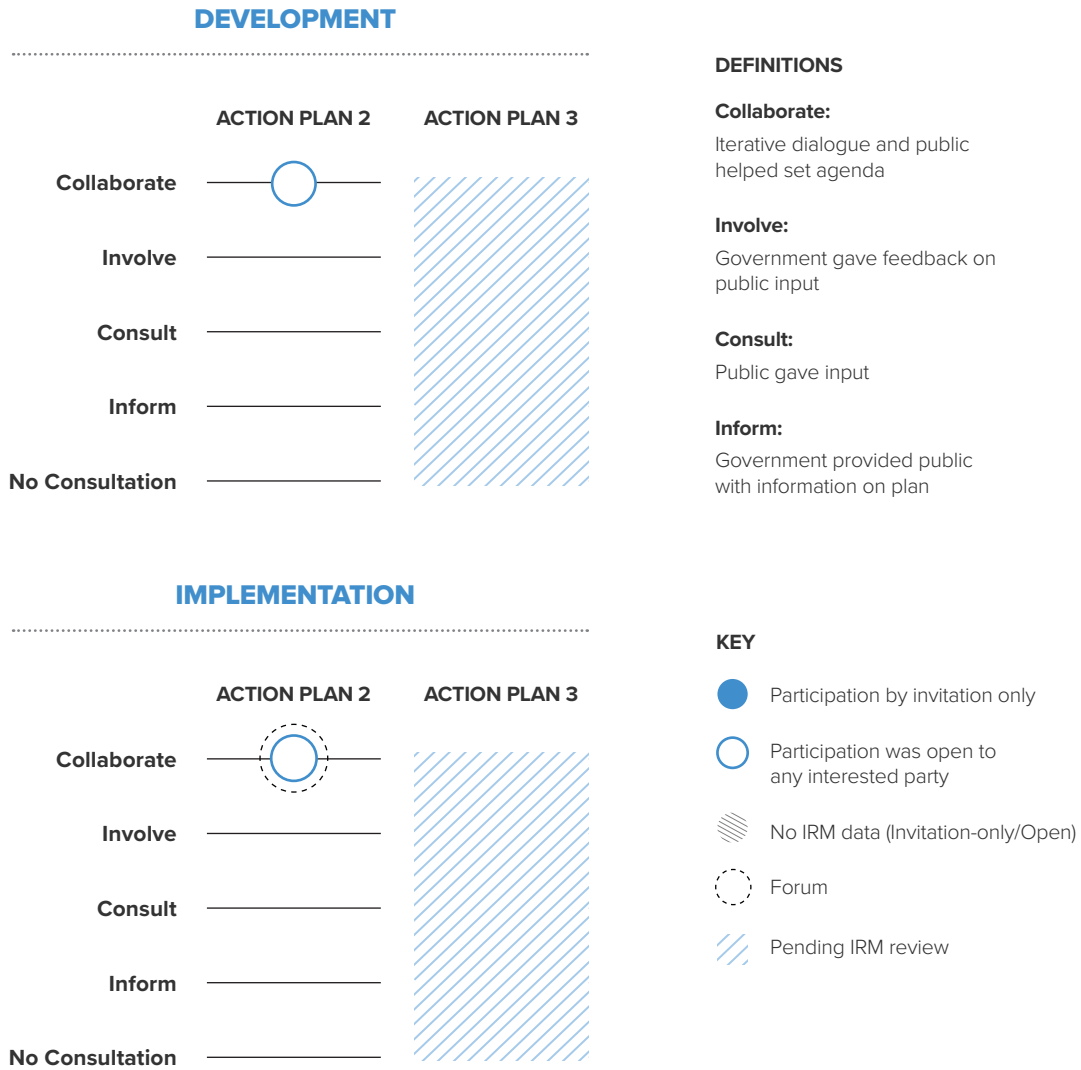 DEVELOPMENT
ACTION PLAN 2
ACTION PLAN 3
Collaborate
Involve
Consult
Inform
No Consultation
DEFINITIONS
Collaborate:
Iterative dialogue and public
helped set agenda
Involve:
Government gave feedback on
public input
Consult:
Public gave input
Inform:
Government provided public
with information on plan
IMPLEMENTATION
ACTION PLAN 2
ACTION PLAN 3
Collaborate
Involve
Consult
Inform
No Consultation
KEY
Participation by invitation only
Participation was open to
any interested party
No IRM data (Invitation-only/Open)
Forum
Pending IRM review